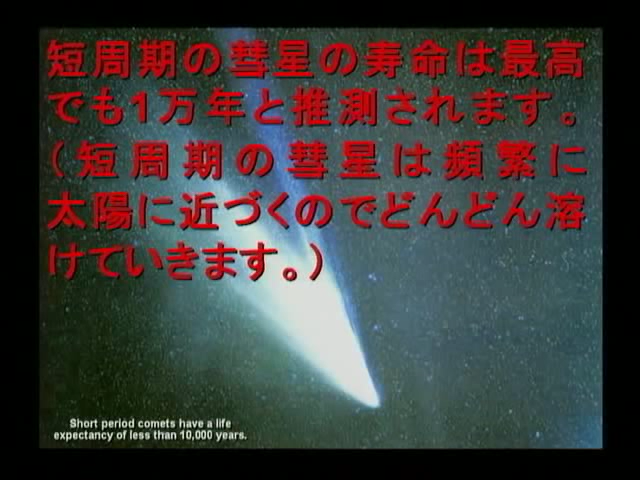 短周期の彗星の寿命は最高
でも1万年と推測されます。
(短周期の彗星は頻繁に
太陽に近づくのでどんどん溶
けていきます。)
Short period comets have a life
expectancy of less than 10,000 years.